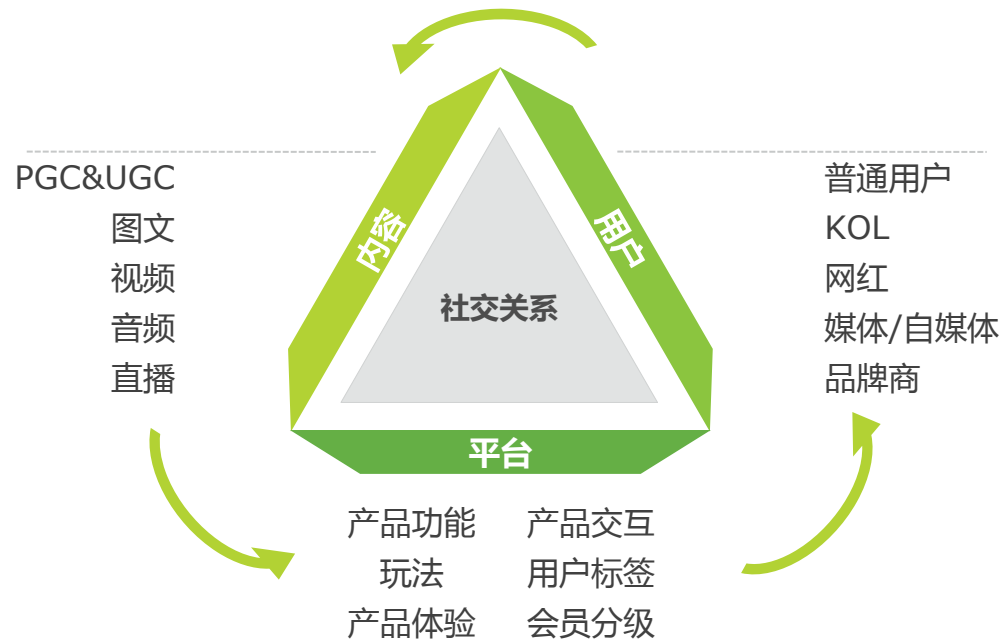 PGC&UGC
图文
视频
音频
直播
内容
用户
社交关系
平台
普通用户
KOL
网红
媒体/自媒体
品牌商
产品功能 产品交互
玩法 用户标签
产品体验 会员分级